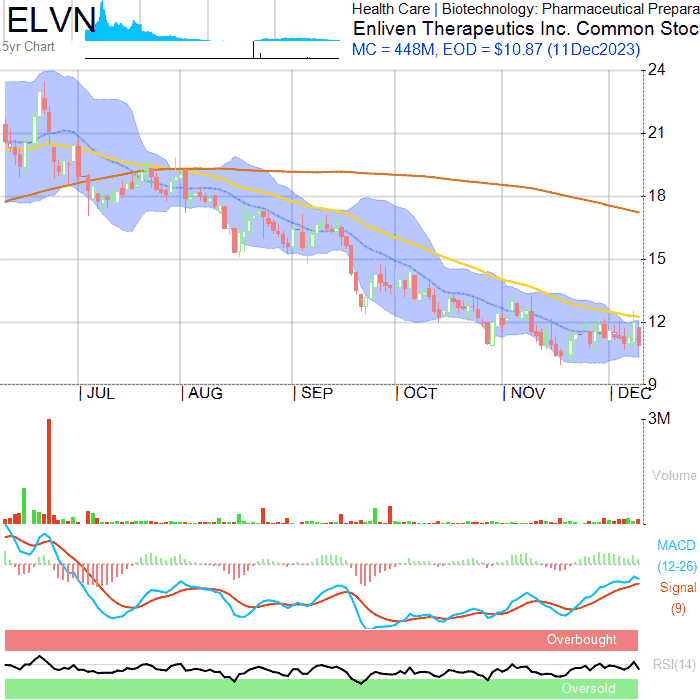 ELVN
5yr Chart
Health Care | Biotechnology: Pharmaceutical Prepara
Enliven Therapeutics Inc. Common Stoc
MC = 448M, EOD = $10.87 (11Dec2023)
24
21
18
15
12
9
| JUL
| AUG
| SEP
| OCT
| NOV
| DEC
3M
Volume
MACD
(12-26)
Signal
(9)
Overbought
RSI(14)
Oversold